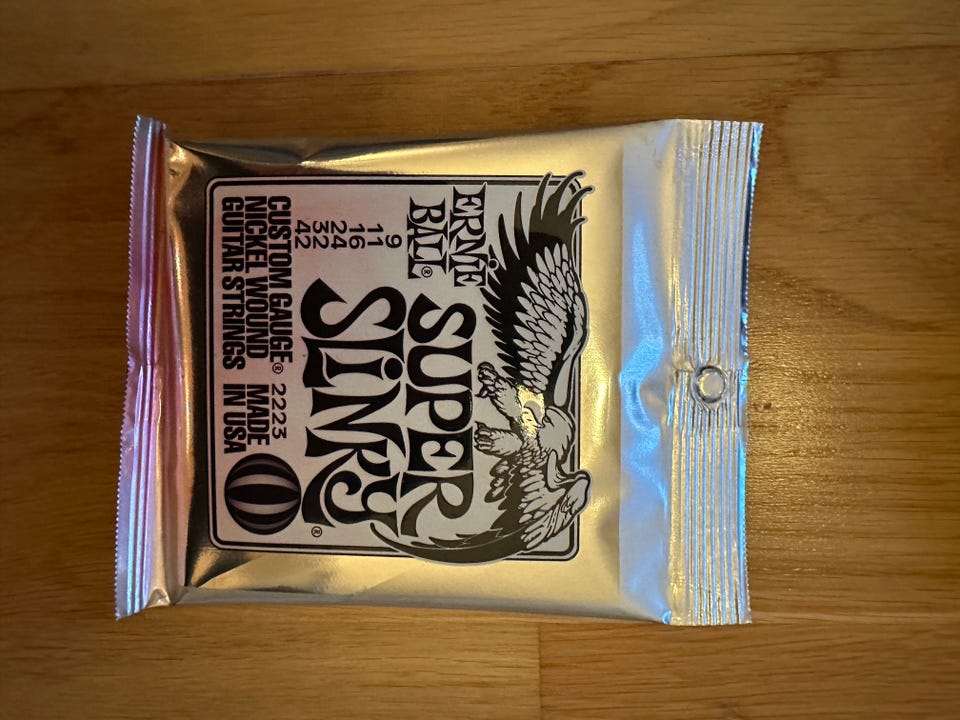 ERNIE
BALL®
SUPER
SLINKY®
9
11
16
24
32
42
CUSTOM GAUGE® 2223
NICKEL WOUND MADE
GUITAR STRINGS IN USA